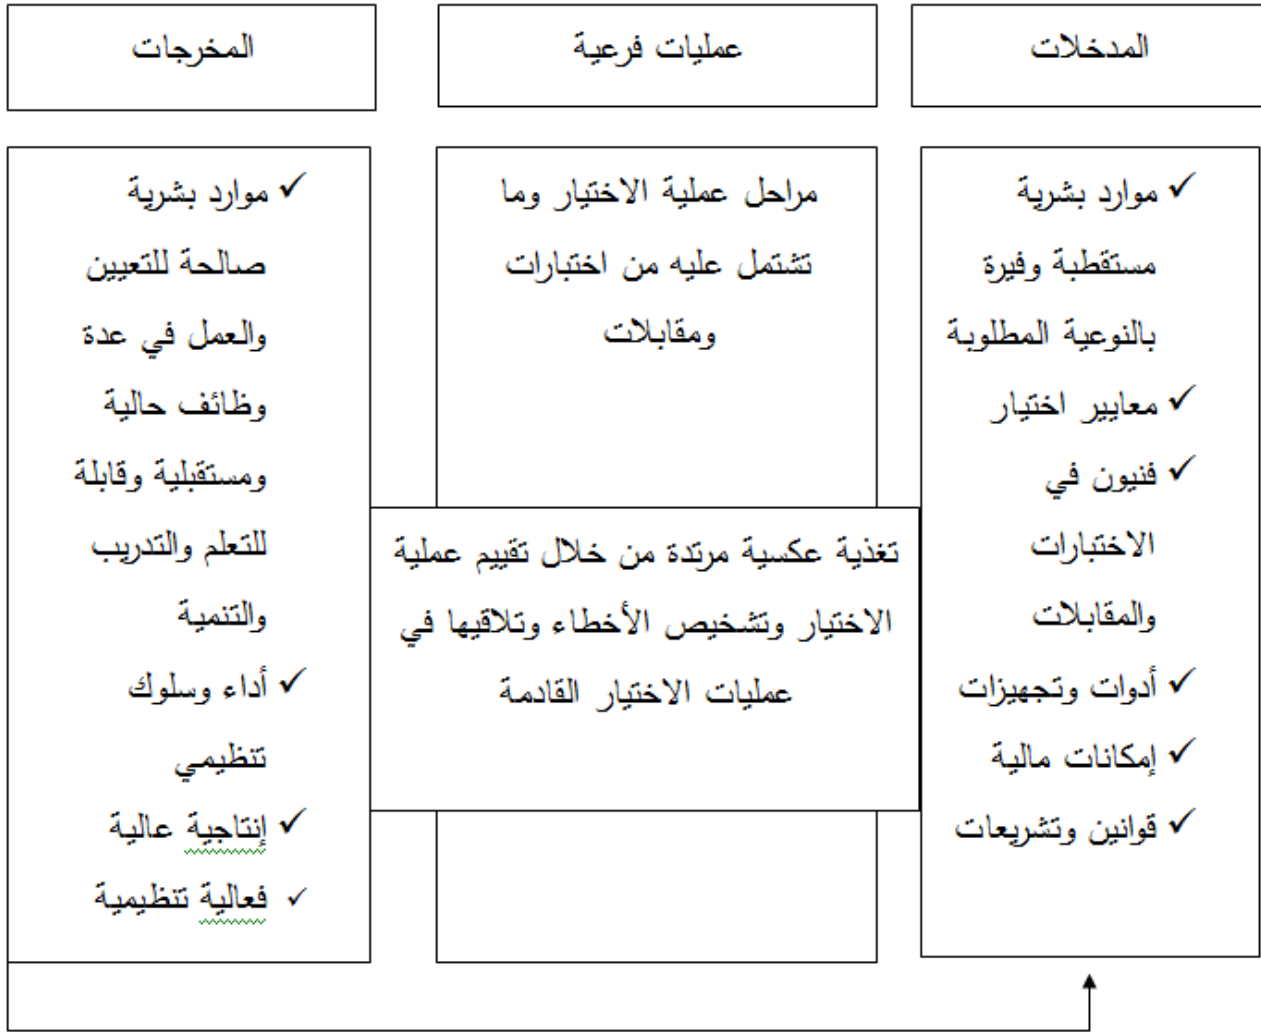 المدخلات
عمليات فرعية
المخرجات
✓ موارد بشرية
مستقطبة وفيرة
بالنوعية المطلوبة
✓ معايير اختيار
✓ فنيون في
الاختبارات
والمقابلات
✓ أدوات وتجهيزات
✓ إمكانات مالية
✓ قوانين وتشريعات
مراحل عملية الاختيار وما
تشتمل عليه من اختبارات
ومقابلات
تغذية عكسية مرتدة من خلال تقييم عملية
الاختيار وتشخيص الأخطاء وتلاقيها في
عمليات الاختيار القادمة
✓ موارد بشرية
صالحة للتعيين
والعمل في عدة
وظائف حالية
ومستقبلية وقابلة
للتعلم والتدريب
والتنمية
✓ أداء وسلوك
تنظيمي
✓ إنتاجية عالية
✓ فعالية تنظيمية